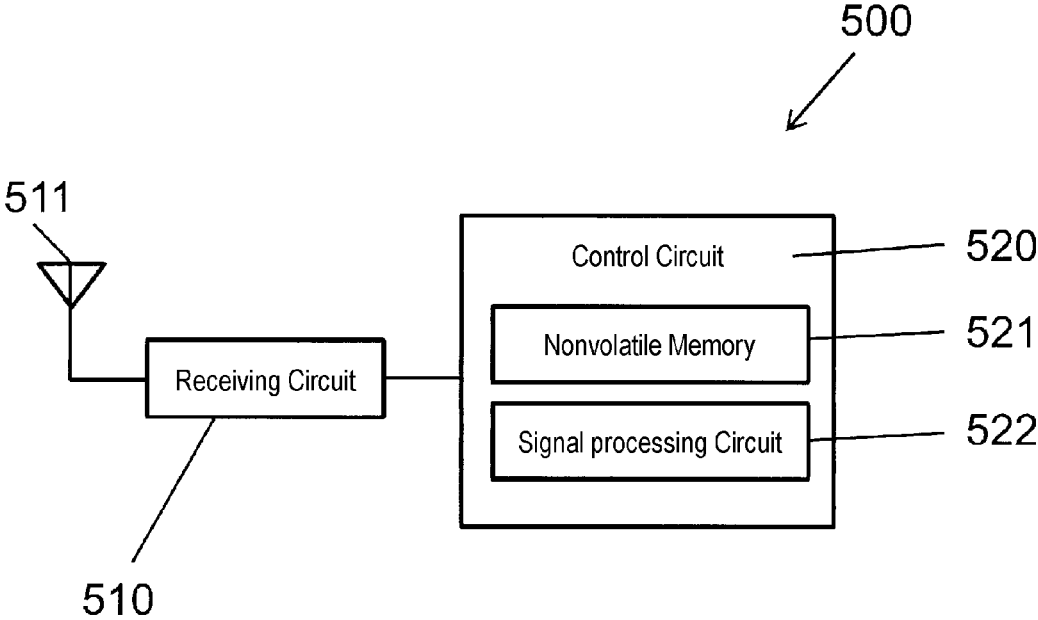 500
511
Control Circuit
520
Nonvolatile Memory
521
Receiving Circuit
Signal processing Circuit
522
510